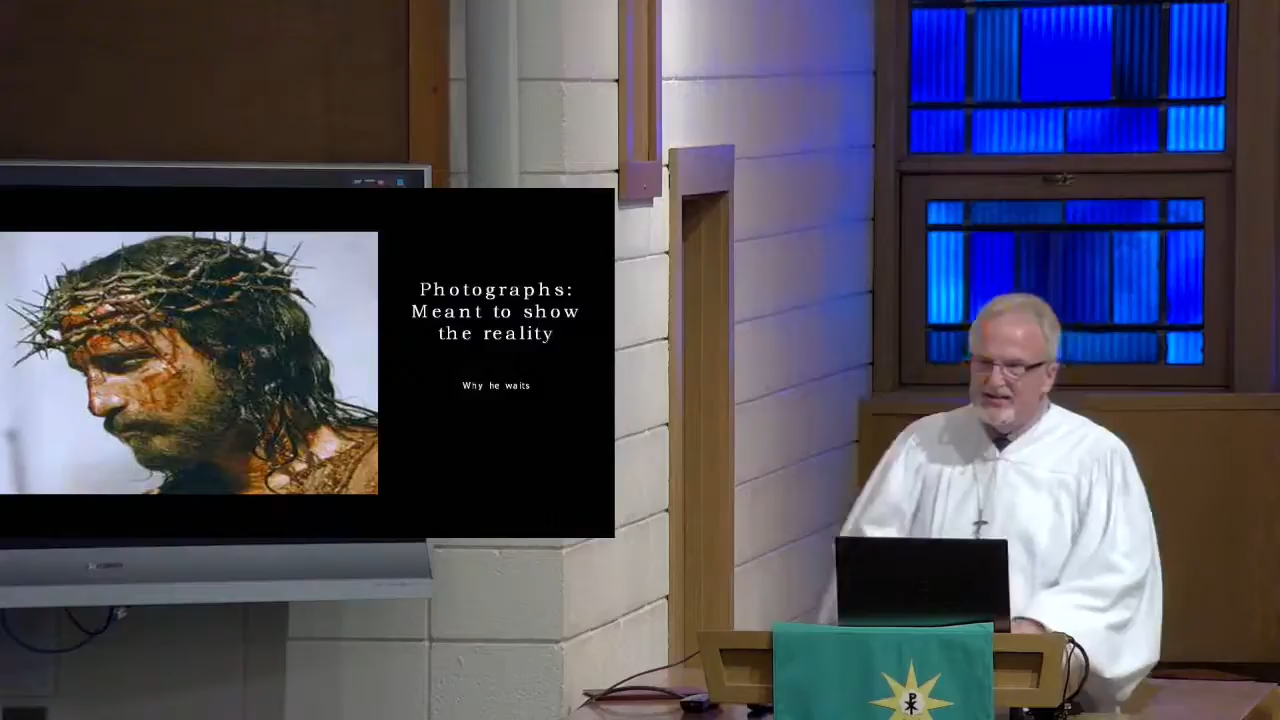 Photographs:
Meant to show
the reality
Why he waits